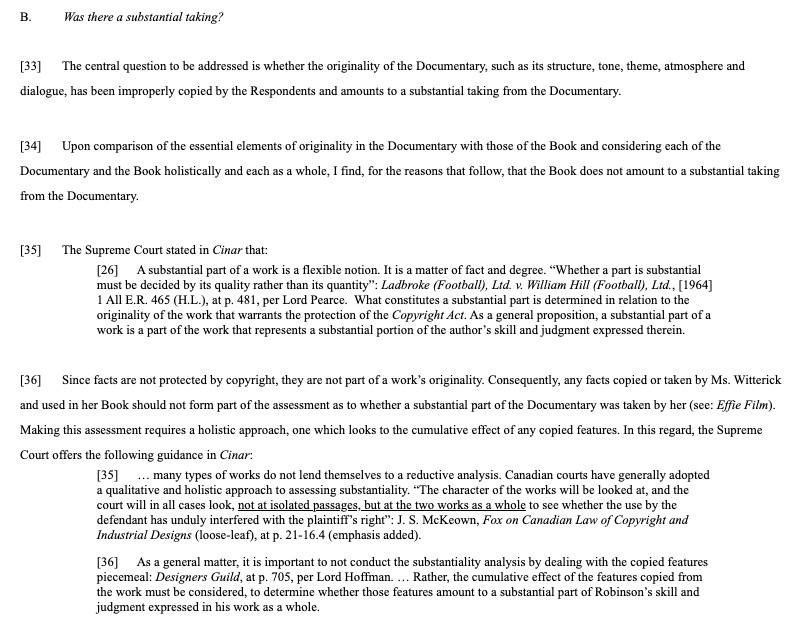 B. Was there a substantial taking?
[33] The central question to be addressed is whether the originality of the Documentary, such as its structure, tone, theme, atmosphere and
dialogue, has been improperly copied by the Respondents and amounts to a substantial taking from the Documentary.
[34] Upon comparison of the essential elements of originality in the Documentary with those of the Book and considering each of the
Documentary and the Book holistically and each as a whole, I find, for the reasons that follow, that the Book does not amount to a substantial taking
from the Documentary.
[35] The Supreme Court stated in Cinar that:
[26] A substantial part of a work is a flexible notion. It is a matter of fact and degree. “Whether a part is substantial
must be decided by its quality rather than its quantity”: Ladbroke (Football), Ltd. v. William Hill (Football), Ltd., [1964]
1 All E.R. 465 (H.L.), at p. 481, per Lord Pearce. What constitutes a substantial part is determined in relation to the
originality of the work that warrants the protection of the Copyright Act. As a general proposition, a substantial part of a
work is a part of the work that represents a substantial portion of the author’s skill and judgment expressed therein.
[36] Since facts are not protected by copyright, they are not part of a work’s originality. Consequently, any facts copied or taken by Ms. Witterick
and used in her Book should not form part of the assessment as to whether a substantial part of the Documentary was taken by her (see: Effie Film).
Making this assessment requires a holistic approach, one which looks to the cumulative effect of any copied features. In this regard, the Supreme
Court offers the following guidance in Cinar:
[35] … many types of works do not lend themselves to a reductive analysis. Canadian courts have generally adopted
a qualitative and holistic approach to assessing substantiality. “The character of the works will be looked at, and the
court will in all cases look, not at isolated passages, but at the two works as a whole to see whether the use by the
defendant has unduly interfered with the plaintiff’s right”: J. S. McKeown, Fox on Canadian Law of Copyright and
Industrial Designs (loose-leaf), at p. 21-16.4 (emphasis added).
[36] As a general matter, it is important to not conduct the substantiality analysis by dealing with the copied features
piecemeal: Designers Guild, at p. 705, per Lord Hoffman. … Rather, the cumulative effect of the features copied from
the work must be considered, to determine whether those features amount to a substantial part of Robinson’s skill and
judgment expressed in his work as a whole.